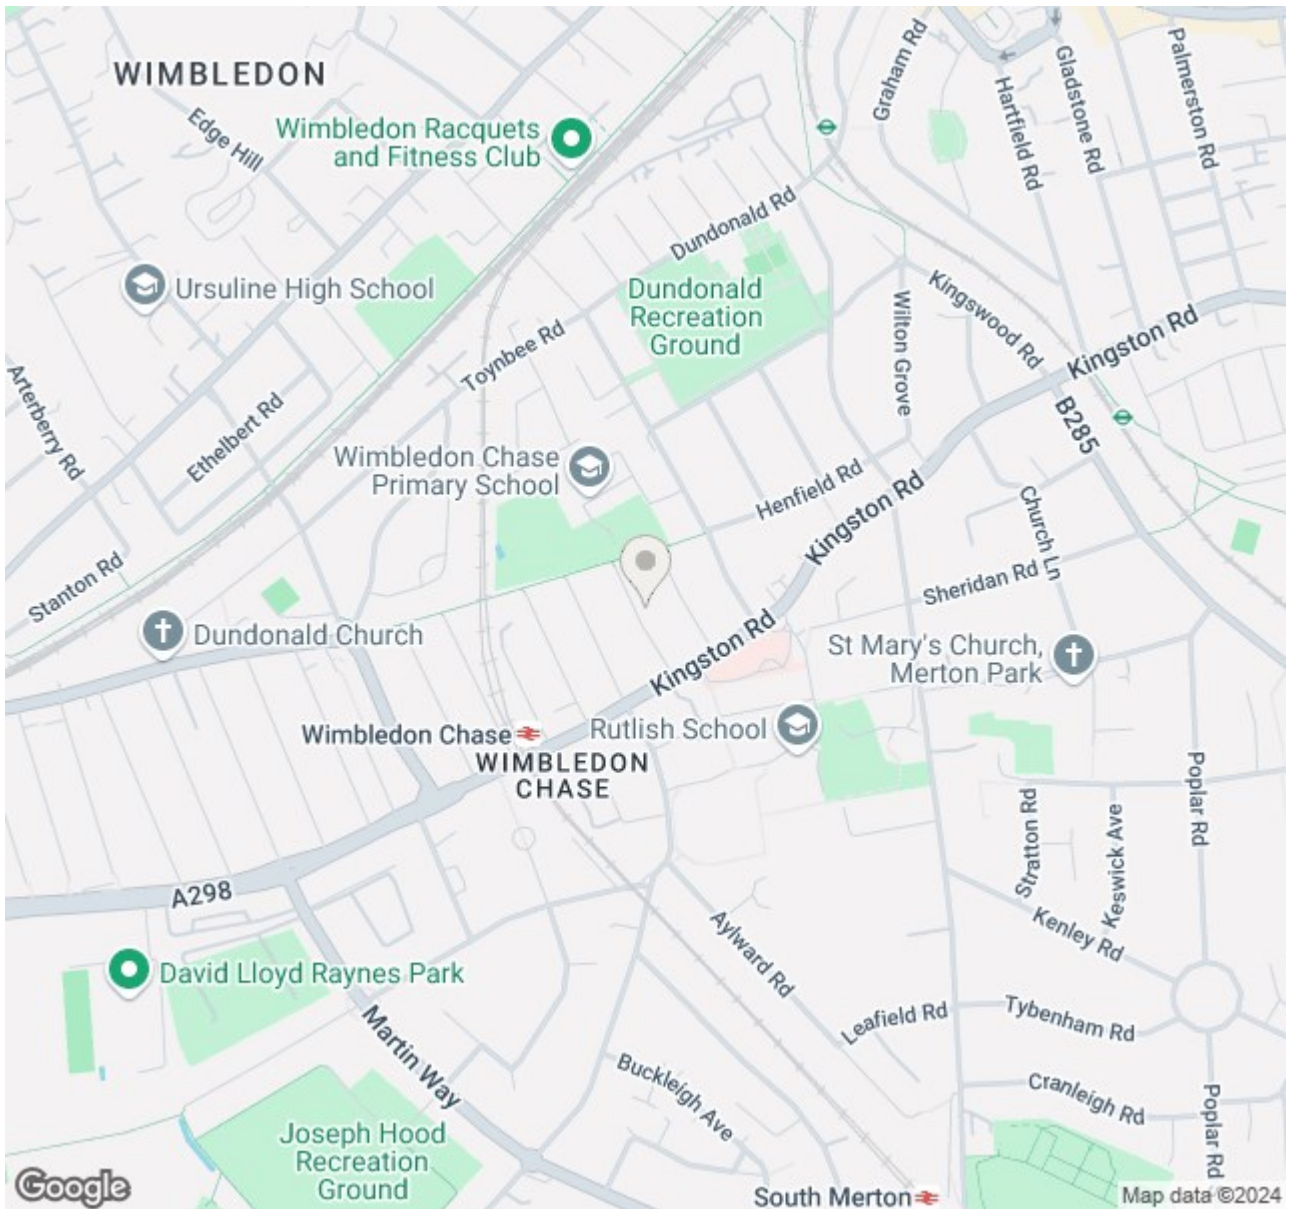 WIMBLEDON
Edge Hill
Wimbledon Racquets
and Fitness Club
Graham Rd
Hartfield Rd
Gladstone Rd
Palmerston Rd
Dundonald Rd
Ursuline High School
Dundonald
Recreation
Ground
Kingswood Rd
Wilton Grove
Kingston Rd
Toynbee Rd
Arterberry Rd
Ethelbert Rd
B285
Wimbledon Chase
Primary School
Henfield Rd
Kingston Rd
Church Ln
Stanton Rd
Sheridan Rd
Dundonald Church
Kingston Rd
St Mary's Church,
Merton Park
Rutlish School
Wimbledon Chase
WIMBLEDON
CHASE
Poplar Rd
Stratton Rd
Keswick Ave
A298
Kenley Rd
Aylward Rd
David Lloyd Raynes Park
Leafield Rd
Tybenham Rd
Martin Way
Buckleigh Ave
Cranleigh Rd
Poplar Rd
Joseph Hood
Recreation
Ground
South Merton
Google
Map data ©2024